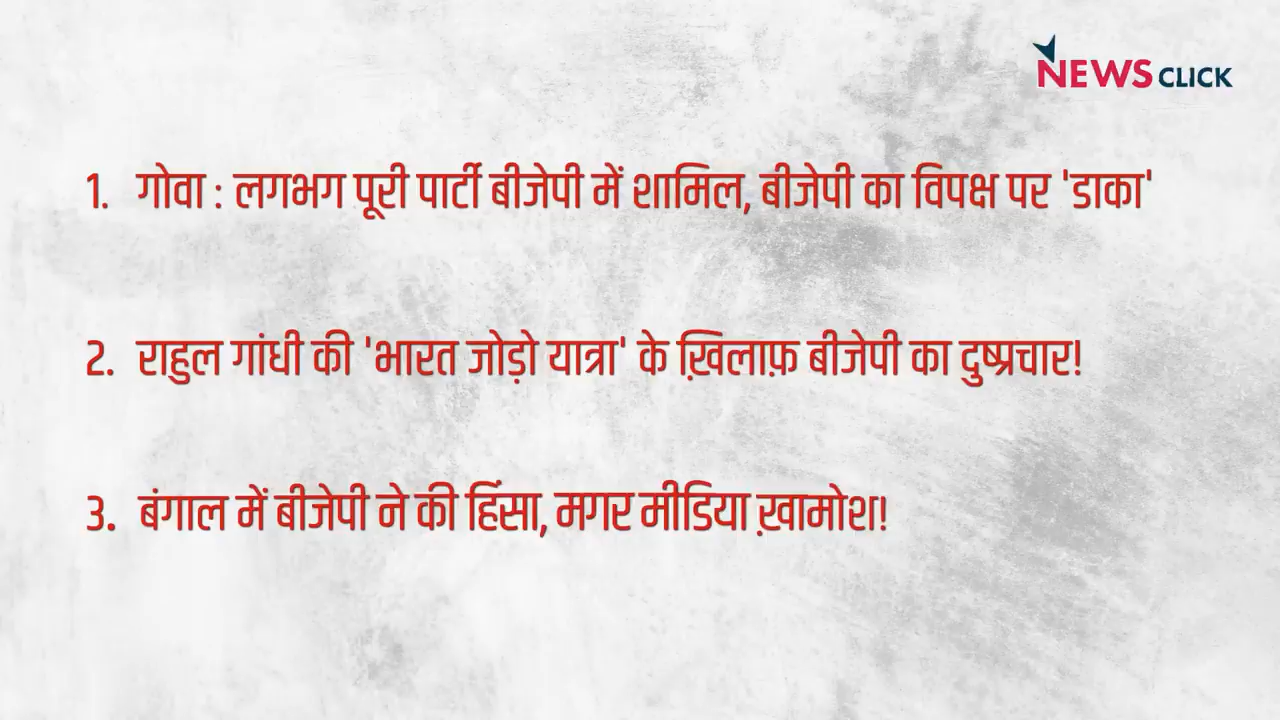 NEWS CLICK
1. गोवा : लगभग पूरी पार्टी बीजेपी में शामिल, बीजेपी का विपक्ष पर 'डाका'
2. राहुल गांधी की 'भारत जोड़ो यात्रा' के ख़िलाफ़ बीजेपी का दुष्प्रचार!
3. बंगाल में बीजेपी ने की हिंसा, मगर मीडिया ख़ामोश!